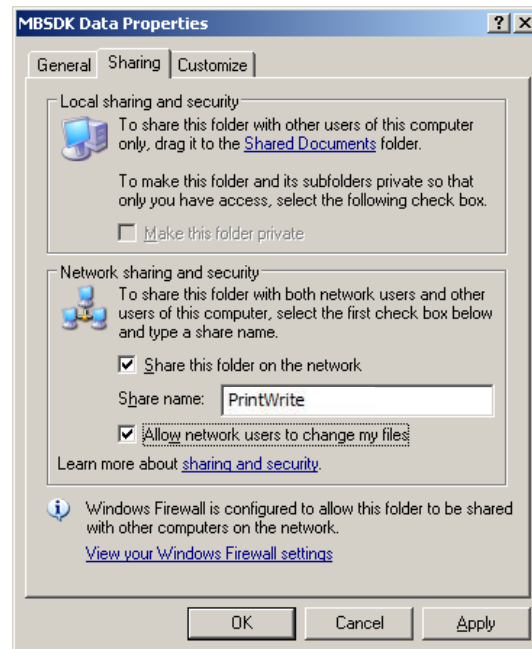 MBSDK Data Properties
General Sharing Customize
Local sharing and security
To share this folder with other users of this computer
only, drag it to the Shared Documents folder.
To make this folder and its subfolders private so that
only you have access, select the following check box.
Make this folder private
Network sharing and security
To share this folder with both network users and other
users of this computer, select the first check box below
and type a share name.
Share this folder on the network
Share name: PrintWrite
Allow network users to change my files
Learn more about sharing and security.
Windows Firewall is configured to allow this folder to be shared
with other computers on the network.
View your Windows Firewall settings
OK Cancel Apply